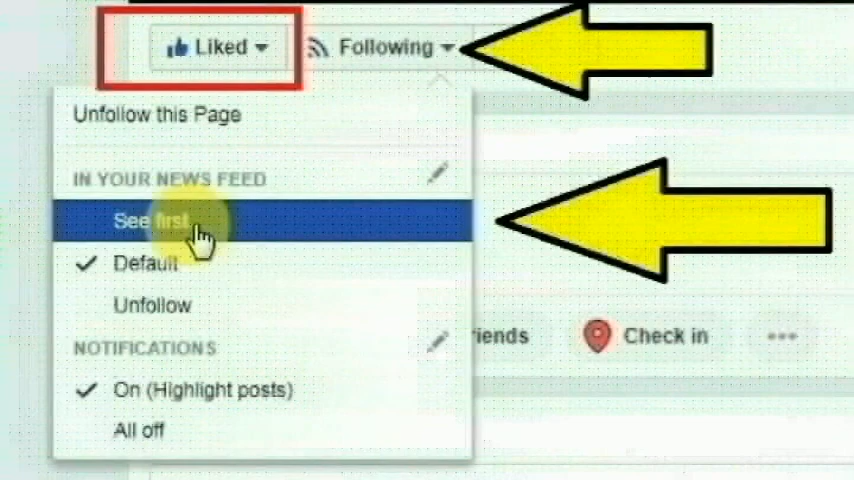 Liked Following
Unfollow this Page
IN YOUR NEWS FEED
See first
Default
Unfollow
NOTIFICATIONS
riends Check in
On (Highlight posts)
All off